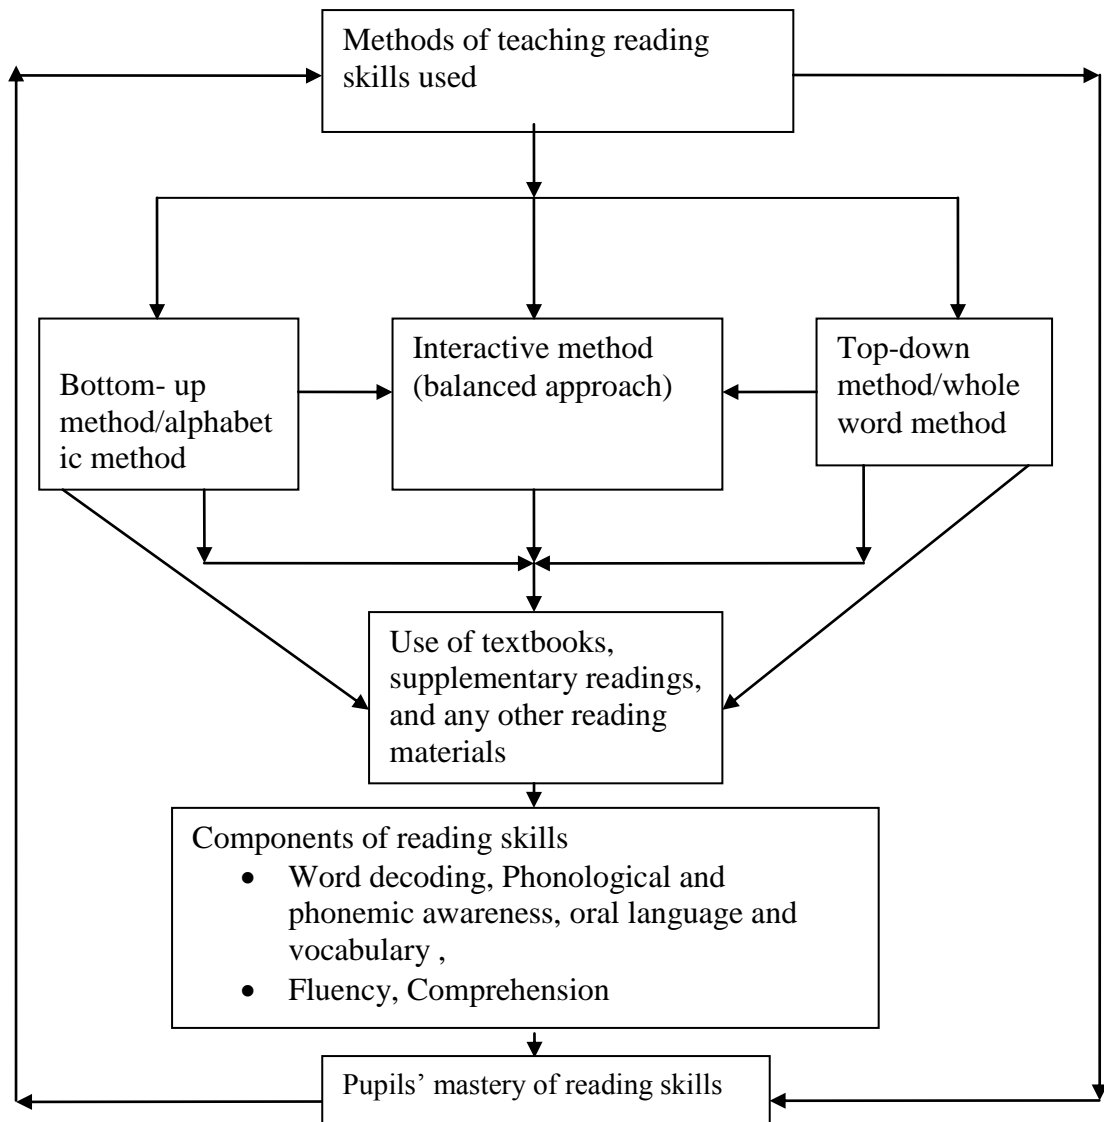 Methods of teaching reading
skills used
Bottom- up
method/alphabet
ic method
Interactive method
(balanced approach)
Top-down
method/whole
word method
Use of textbooks,
supplementary readings,
and any other reading
materials
Components of reading skills
• Word decoding, Phonological and
phonemic awareness, oral language and
vocabulary ,
• Fluency, Comprehension
Pupils’ mastery of reading skills